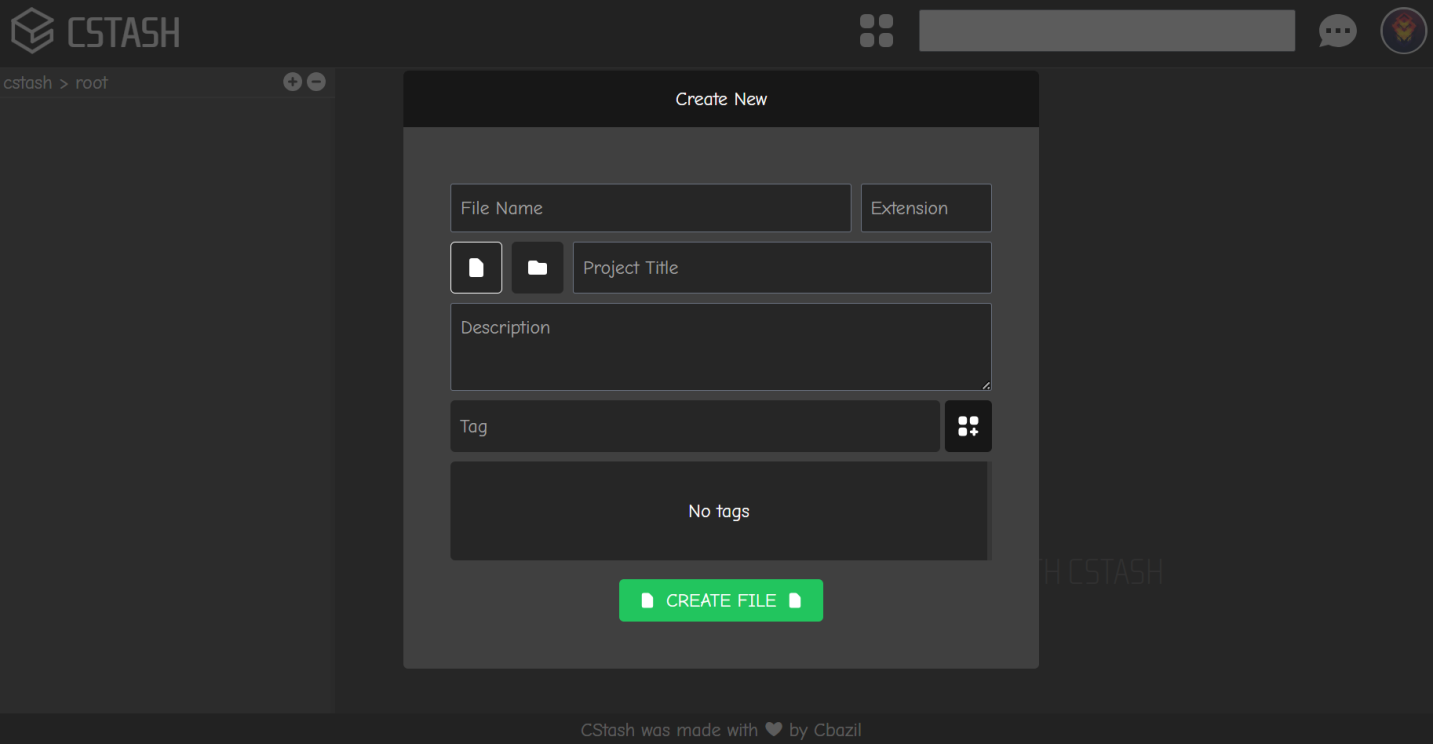 CSTASH
cstash > root
Create New
File Name
Extension
Project Title
Description
Tag
No tags
CREATE FILE
CSTASH
CStash was made with ♥ by Cbazil